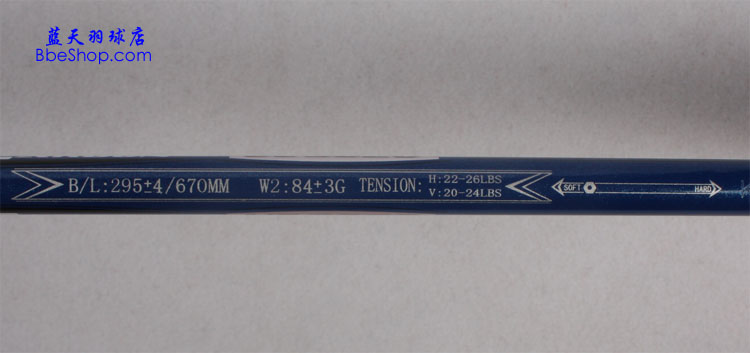 蓝天羽球店
BbeShop.com
B/L:295±4/670MM W2:84±3G TENSION: H:22-26LBS
V:20-24LBS
SOFT HARD